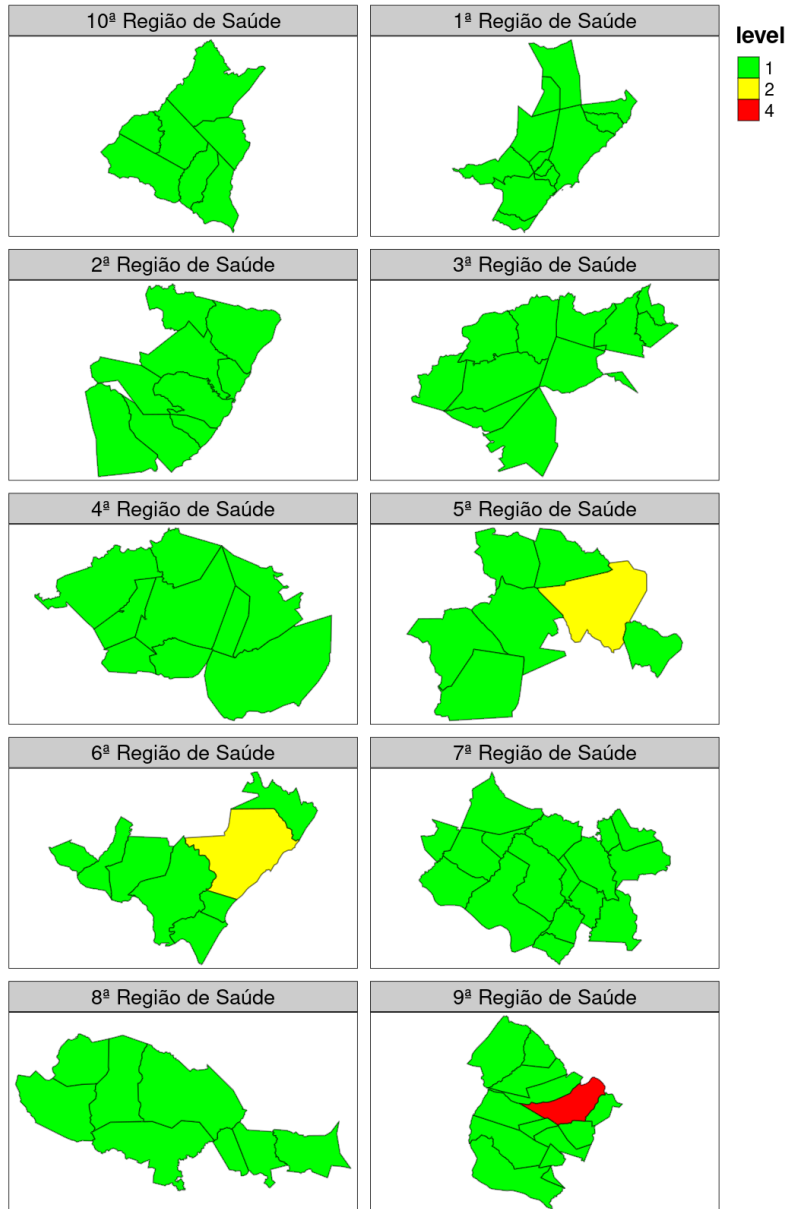 10ª Região de Saúde
1ª Região de Saúde
level
1
2
4
2ª Região de Saúde
3ª Região de Saúde
4ª Região de Saúde
5ª Região de Saúde
6ª Região de Saúde
7ª Região de Saúde
8ª Região de Saúde
9ª Região de Saúde